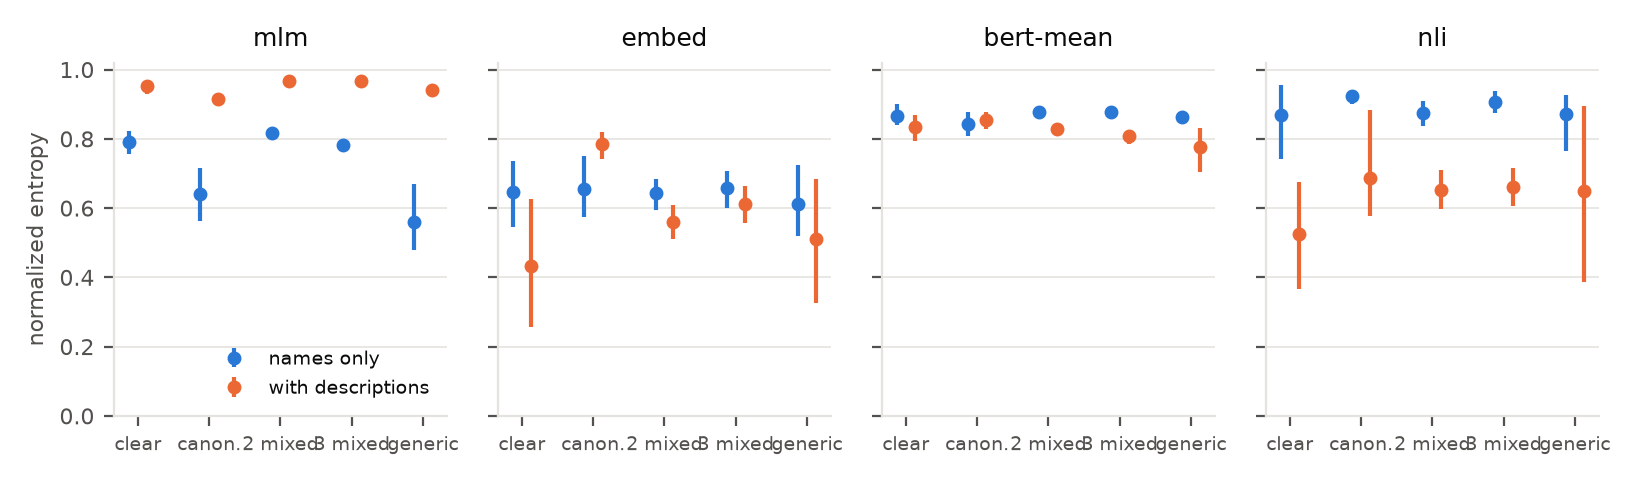 mlm
embed
bert-mean
nli
normalized entropy
1.0
0.8
0.6
0.4
0.2
0.0
names only
with descriptions
clear canon. 2 mixed 3 mixed generic
clear canon. 2 mixed 3 mixed generic
clear canon. 2 mixed 3 mixed generic
clear canon. 2 mixed 3 mixed generic